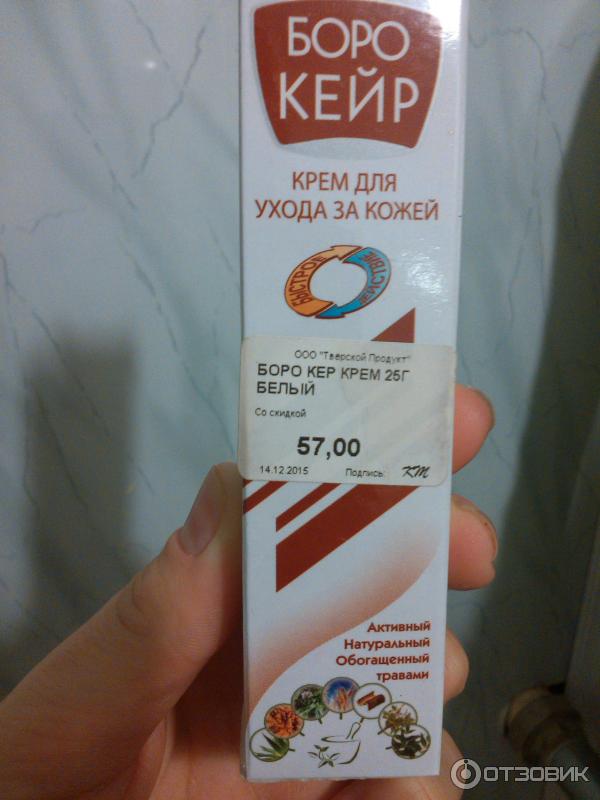 БОРО
КЕЙР
КРЕМ ДЛЯ
УХОДА ЗА КОЖЕЙ
БЫСТРОЕ
ДЕЙСТВИЕ
ООО "Тверской Продукт"
БОРО КЕР КРЕМ 25Г
БЕЛЫЙ
Со скидкой
57,00
14.12.2015 Подпись: КТ
Активный
Натуральный
Обогащенный
травами
ОТЗОВИК